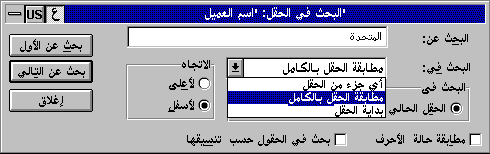 البحث في الحقل: "اسم العميل"
ع
US
البحث عن:
المتحدة
بحث عن الأول
البحث في:
مطابقة الحقل بالكامل
الاتجاه
بحث عن التالي
البحث في
أي جزء من الحقل
لأعلى
مطابقة الحقل بالكامل
الحقل الحالي
بداية الحقل
لأسفل
إغلاق
مطابقة حالة الأحرف
بحث في الحقول حسب تنسيقها